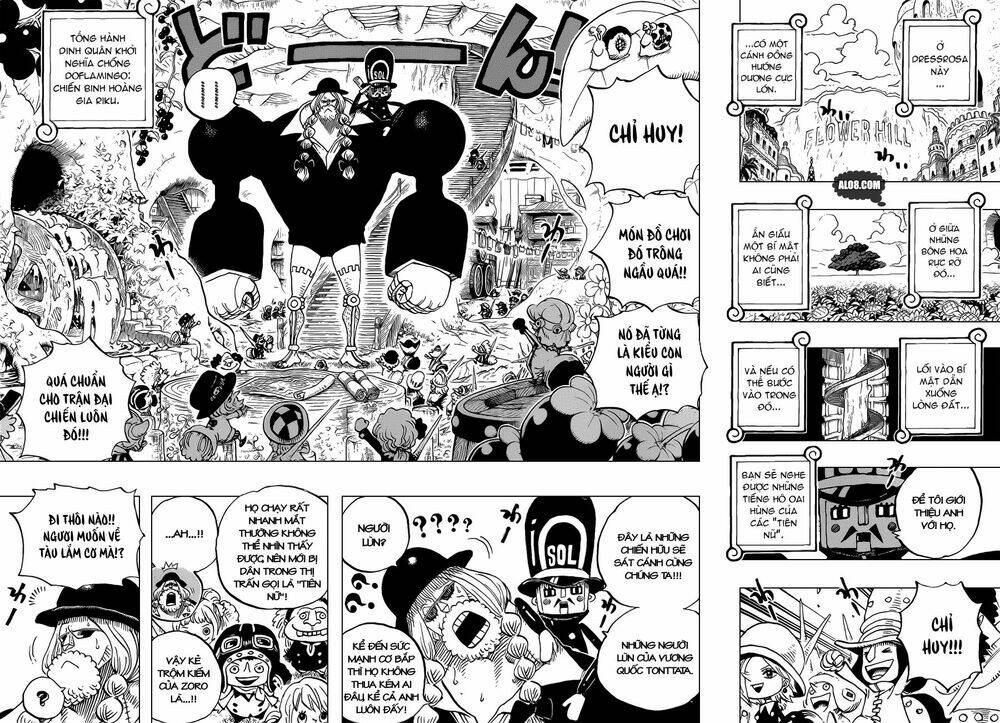 Ở
DRESSROSA
NÀY
...
...CÓ MỘT
CÁNH ĐỒNG
HƯỚNG
DƯƠNG CỰC
LỚN.
FLOWER HILL
ALO8.COM
Ở GIỮA
NHỮNG
BÔNG HOA
RỰC RỠ
ĐÓ...
ẨN GIẤU
MỘT BÍ MẬT
KHÔNG PHẢI
AI CŨNG
BIẾT...
LỐI VÀO BÍ
MẬT DẪN
XUỐNG
LÒNG ĐẤT...
VÀ NẾU CÓ
THỂ BƯỚC
VÀO TRONG
ĐÓ...
BẠN SẼ NGHE
ĐƯỢC NHỮNG
TIẾNG HÔ OAI
HÙNG CỦA
CÁC "TIÊN
NỮ".
ĐỂ TÔI GIỚI
THIỆU ANH
VỚI HỌ.
CHỈ
HUY!!!
CHỈ HUY!
MÓN ĐỒ CHƠI
ĐÓ TRÔNG
NGẦU QUÁ!!
NÓ ĐÃ TỪNG
LÀ KIỂU CON
NGƯỜI GÌ
THẾ Ạ!?
SOL
ドーーン!!
TỔNG HÀNH
DINH QUÂN KHỞI
NGHĨA CHỐNG
DOFLAMINGO:
CHIẾN BINH HOÀNG
GIA RIKU.
QUÁ CHUẨN
CHO TRẬN ĐẠI
CHIẾN LUÔN
ĐÓ!!!
ĐÂY LÀ NHỮNG
CHIẾN HỮU SẼ
SÁT CÁNH CÙNG
CHÚNG TA!!!
NHỮNG NGƯỜI
LÙN CỦA VƯƠNG
QUỐC TONTTATA.
SOL
????
NGƯỜI
LÙN?
KỂ ĐẾN SỨC
MẠNH CƠ BẮP
THÌ HỌ KHÔNG
THUA KÉM AI
ĐÂU, KỂ CẢ ANH
LUÔN ĐẤY!
HỌ CHẠY RẤT
NHANH MẮT
THƯỜNG KHÔNG
THỂ NHÌN THẤY
ĐƯỢC, NÊN MỚI BỊ
DÂN TRONG THỊ
TRẤN GỌI LÀ "TIÊN
NỮ"!
...AH...!!
VẬY KẺ
TRỘM KIẾM
CỦA ZORO
LÀ...!!
ĐI THÔI NÀO!!
NGƯƠI MUỐN VỀ
TÀU LẮM CƠ MÀ!?
?